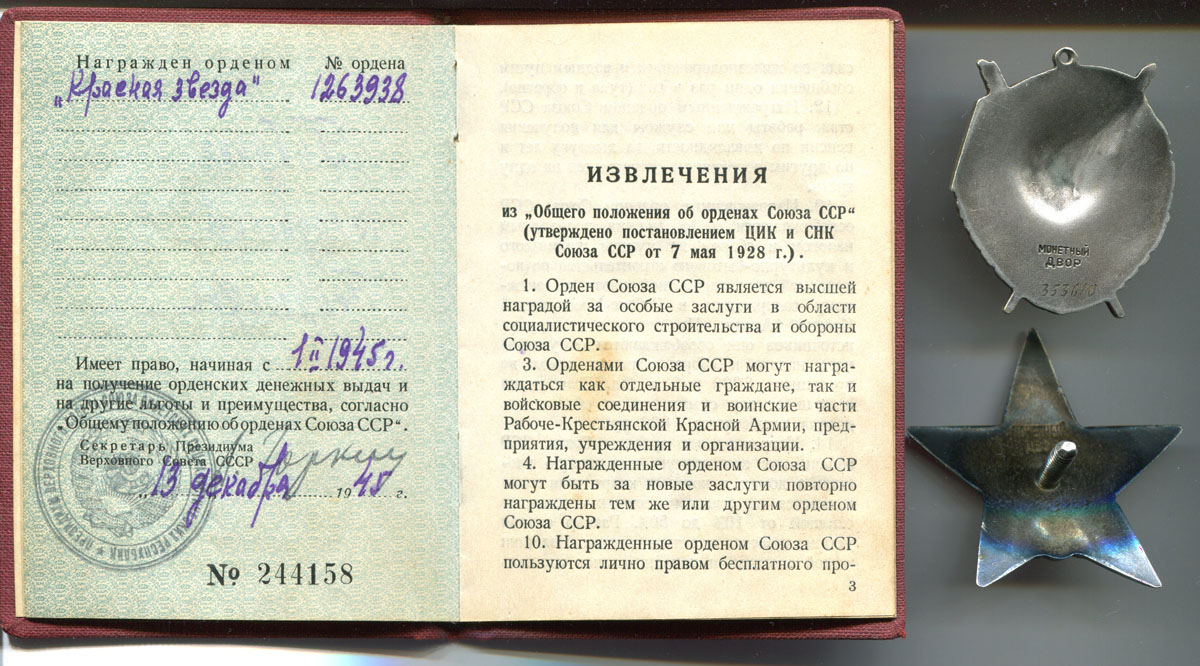 Награжден орденом № ордена
„Красная звезда" 1263938
Имеет право, начиная с 1 II 1945 г.
на получение орденских денежных выдач и
на другие льготы и преимущества, согласно
„Общему положению об орденах Союза ССР".
Секретарь Президиума
Верховного Совета СССР
„13 декабря 1945 г.
№ 244158
ИЗВЛЕЧЕНИЯ
из „Общего положения об орденах Союза ССР"
(утверждено постановлением ЦИК и СНК
Союза ССР от 7 мая 1928 г.).
1. Орден Союза ССР является высшей
наградой за особые заслуги в области
социалистического строительства и обороны
Союза ССР.
3. Орденами Союза ССР могут награ-
ждаться как отдельные граждане, так и
войсковые соединения и воинские части
Рабоче-Крестьянской Красной Армии, пред-
приятия, учреждения и организации.
4. Награжденные орденом Союза ССР
могут быть за новые заслуги повторно
награждены тем же или другим орденом
Союза ССР.
10. Награжденные орденом Союза ССР
пользуются лично правом бесплатного про-
3
МОНЕТНЫЙ
ДВОР